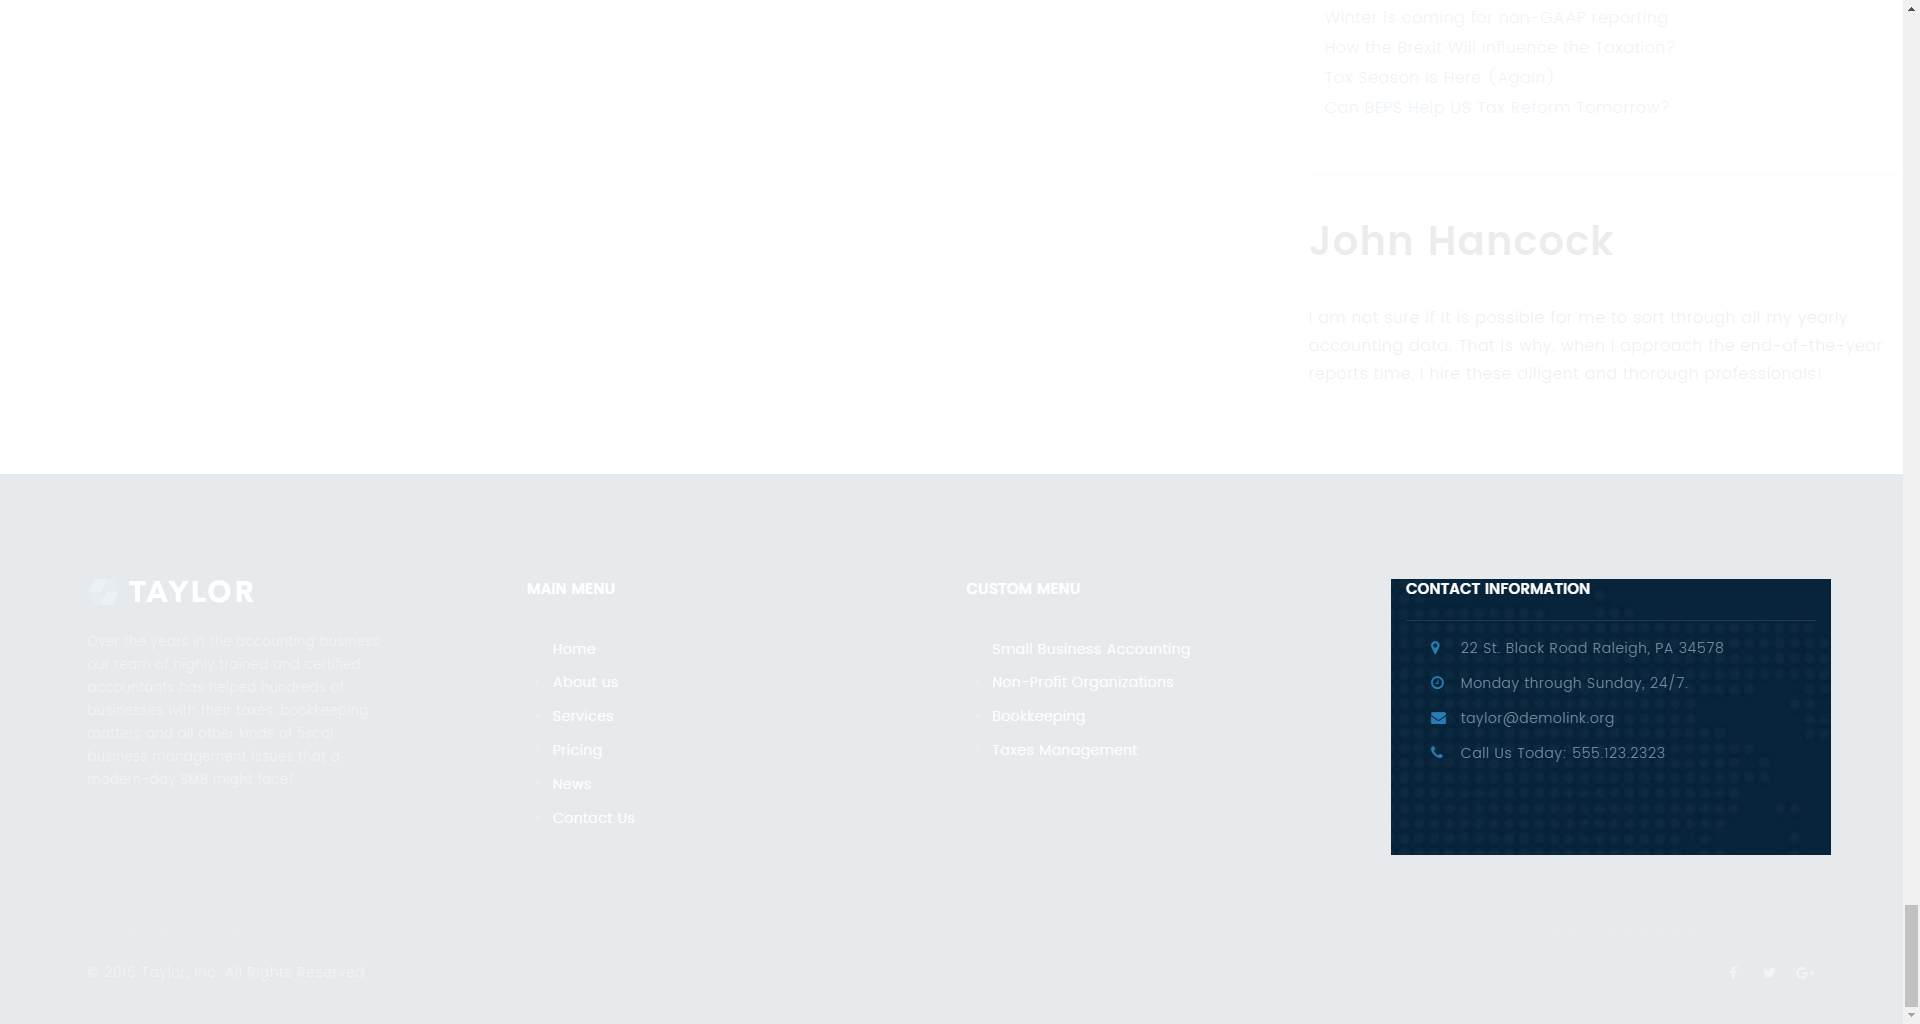 Winter is coming for non-GAAP reporting
How the Brexit Will Influence the Taxation?
Tax Season is Here (Again)
Can BEPS Help US Tax Reform Tomorrow?
John Hancock
I am not sure if it is possible for me to sort through all my yearly
accounting data. That is why, when I approach the end-of-the-year
reports time, I hire these diligent and thorough professionals!
TAYLOR
Over the years in the accounting business,
our team of highly trained and certified
accountants has helped hundreds of
businesses with their taxes, bookkeeping
matters and all other kinds of fiscal
business management issues that a
modern-day SMB might face!
MAIN MENU
Home
About us
Services
Pricing
News
Contact Us
CUSTOM MENU
Small Business Accounting
Non-Profit Organizations
Bookkeeping
Taxes Management
CONTACT INFORMATION
22 St. Black Road Raleigh, PA 34578
Monday through Sunday, 24/7.
taylor@demolink.org
Call Us Today: 555.123.2323
© 2016 Taylor, Inc. All Rights Reserved